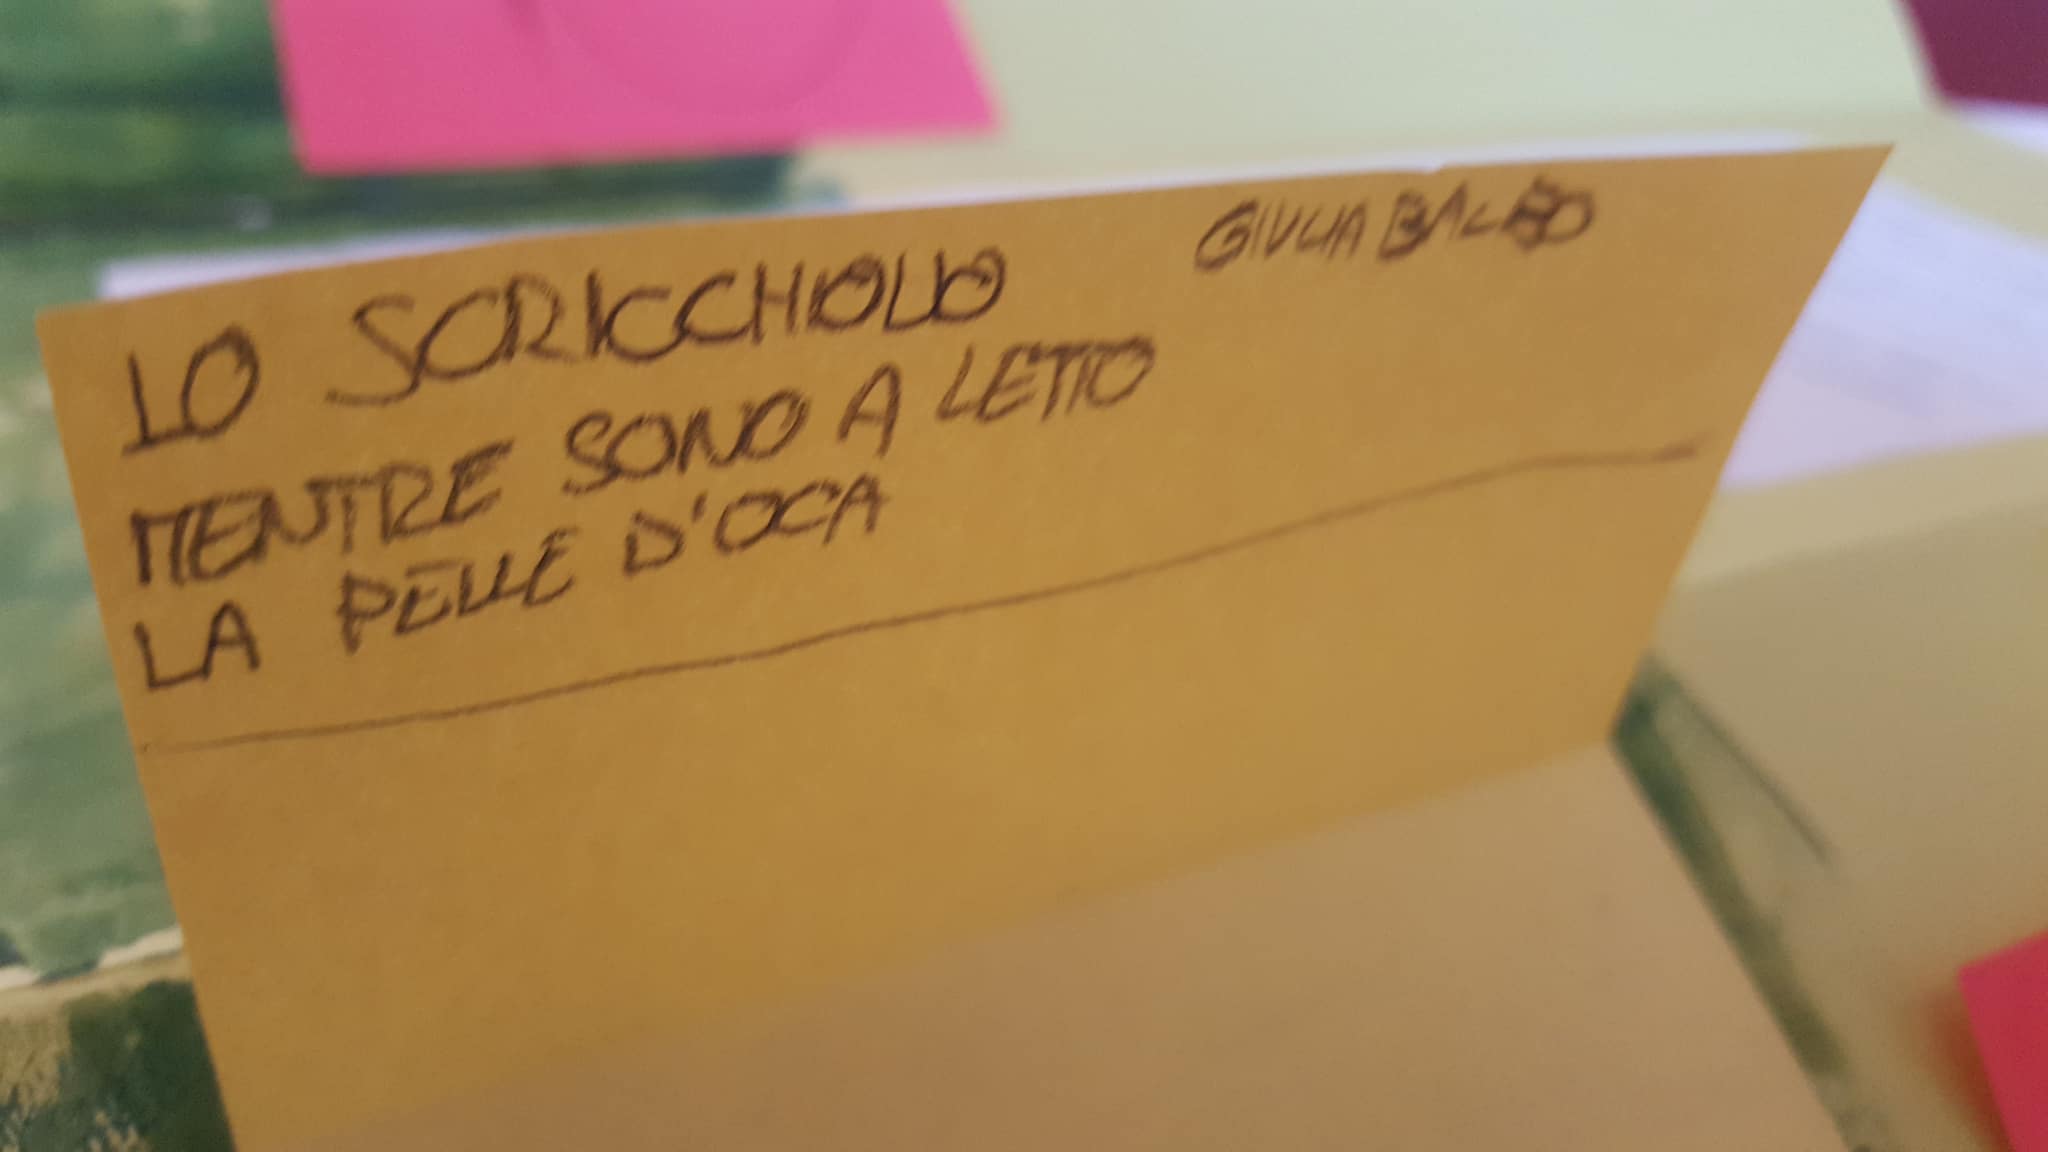 LO SCRICCHIOLIO
GIULIA BALBO
MENTRE SONO A LETTO
LA PELLE D'OCA